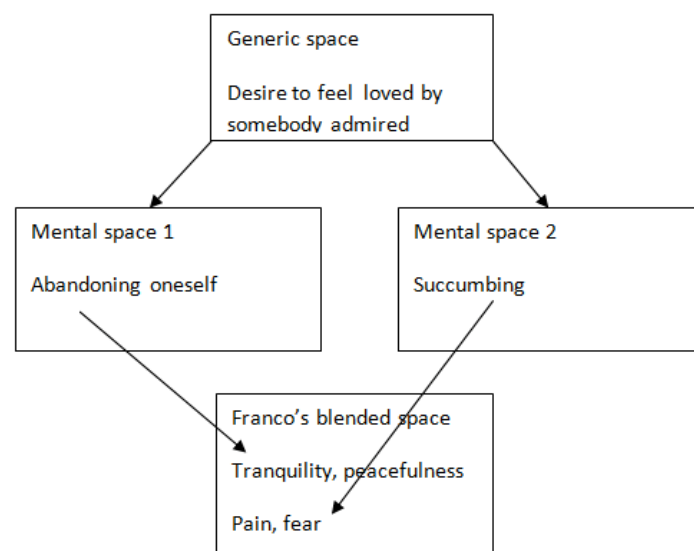 Generic space
Desire to feel loved by
somebody admired
Mental space 1
Abandoning oneself
Mental space 2
Succumbing
Franco’s blended space
Tranquility, peacefulness
Pain, fear